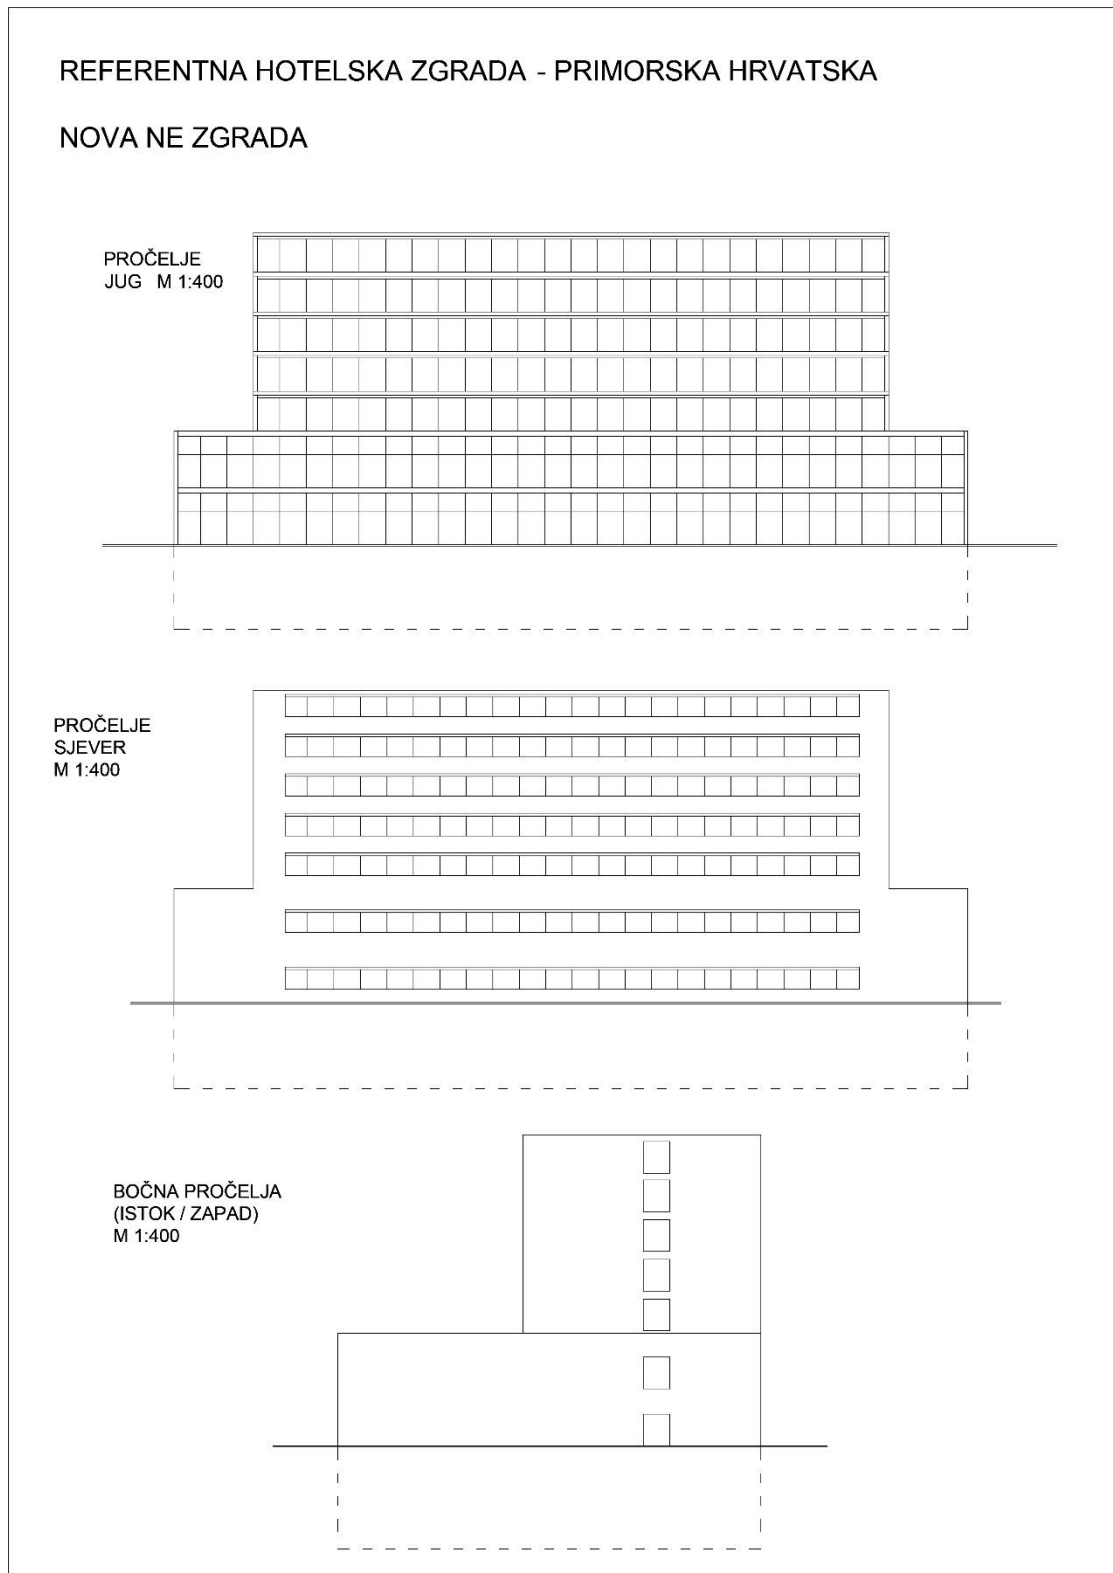 REFERENTNA HOTELSKA ZGRADA - PRIMORSKA HRVATSKA
NOVA NE ZGRADA
PROČELJE
JUG M 1:400
PROČELJE
SJEVER
M 1:400
BOČNA PROČELJA
(ISTOK / ZAPAD)
M 1:400